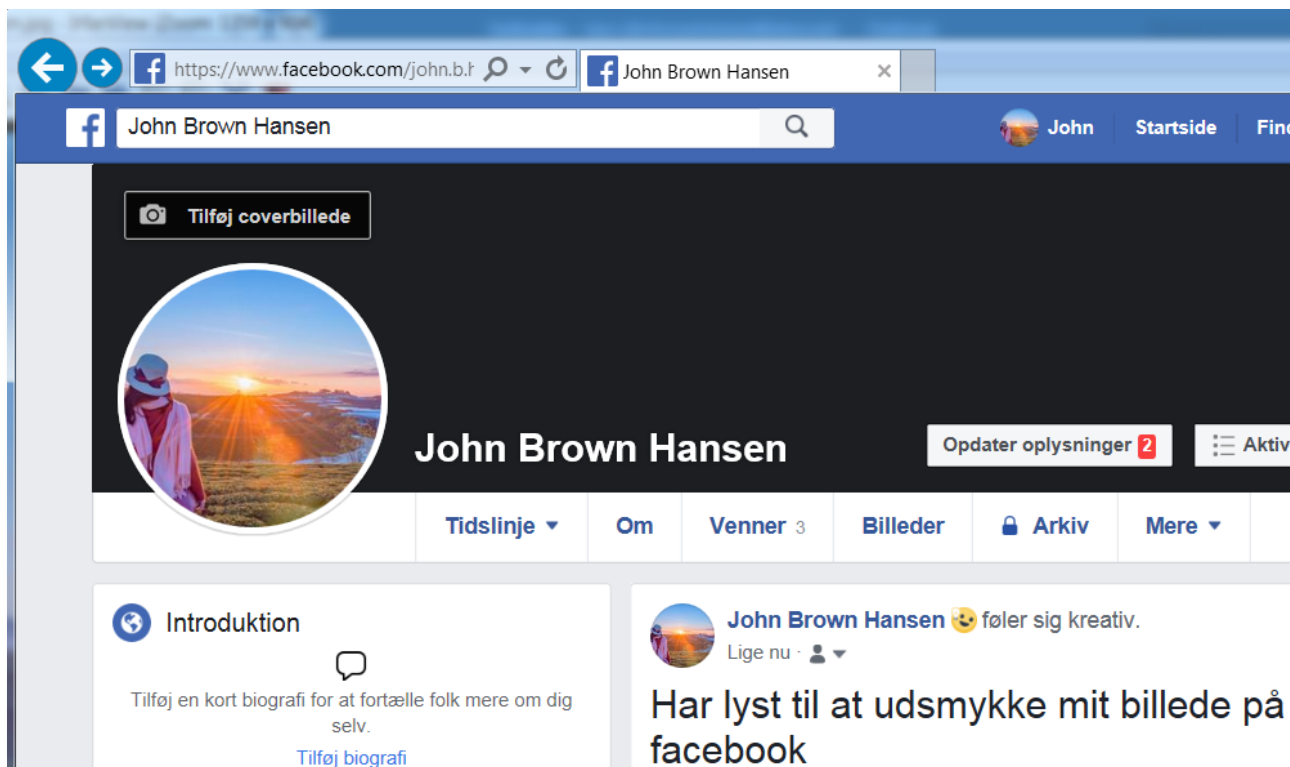 https://www.facebook.com/john.b.h
John Brown Hansen
John Brown Hansen
John
Startside
Tilføj coverbillede
John Brown Hansen
Opdater oplysninger 2
Tidslinje
Om
Venner 3
Billeder
Arkiv
Mere
Introduktion
Tilføj en kort biografi for at fortælle folk mere om dig
selv.
Tilføj biografi
John Brown Hansen føler sig kreativ.
Lige nu ·
Har lyst til at udsmykke mit billede på
facebook